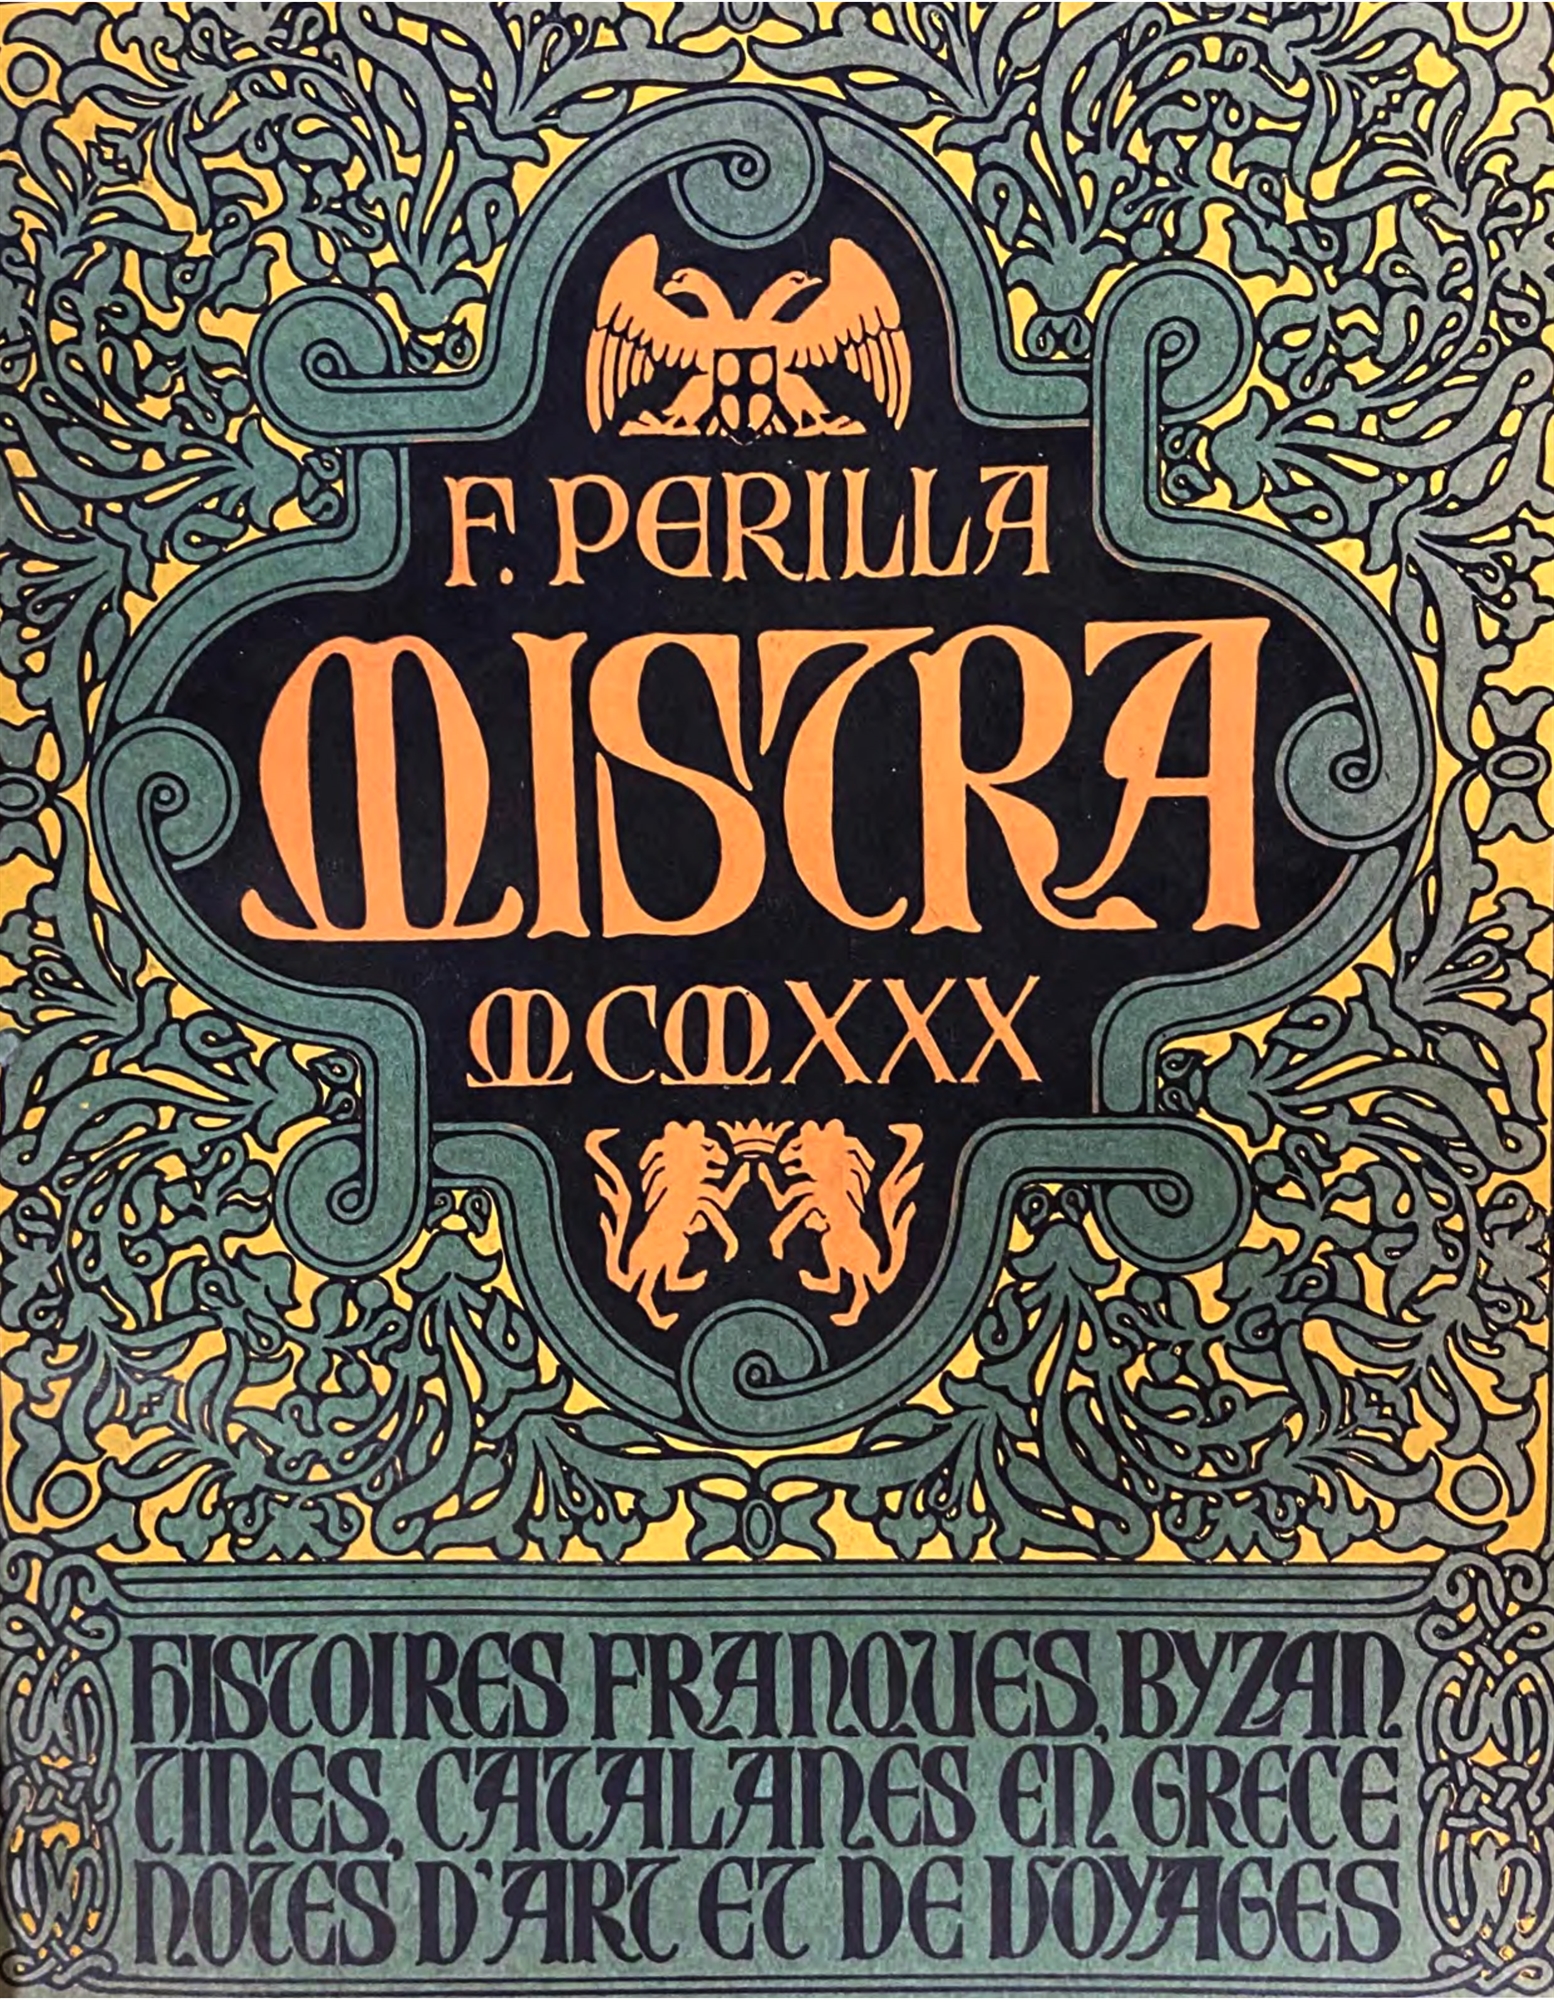 F. PERILLA
MISTRA
MCMXXX
HISTOIRES FRANQUES, BYZAN
TINES, CATALANES EN GRECE
NOTES D'ART ET DE VOYAGES